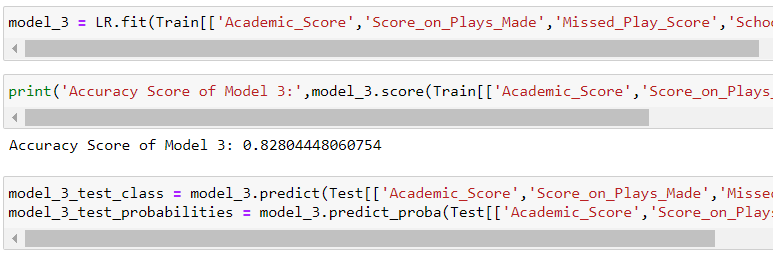 model_3 = LR.fit(Train[['Academic_Score','Score_on_Plays_Made','Missed_Play_Score','Schoo
print('Accuracy Score of Model 3:',model_3.score(Train[['Academic_Score','Score_on_Plays_
Accuracy Score of Model 3: 0.82804448060754
model_3_test_class = model_3.predict(Test[['Academic_Score','Score_on_Plays_Made','Missed
model_3_test_probabilities = model_3.predict_proba(Test[['Academic_Score','Score_on_Plays